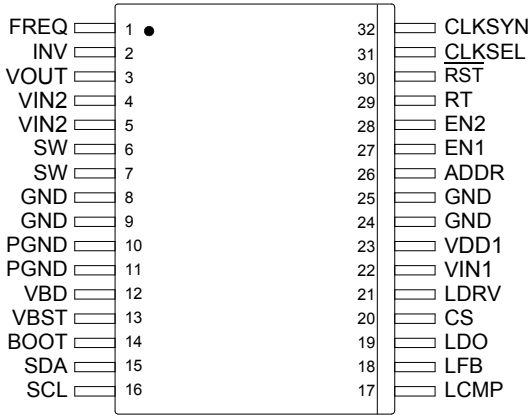 FREQ 1 32 CLKSYN
INV 2 31 CLKSEL
VOUT 3 30 RST
VIN2 4 29 RT
VIN2 5 28 EN2
SW 6 27 EN1
SW 7 26 ADDR
GND 8 25 GND
GND 9 24 GND
PGND 10 23 VDD1
PGND 11 22 VIN1
VBD 12 21 LDRV
VBST 13 20 CS
BOOT 14 19 LDO
SDA 15 18 LFB
SCL 16 17 LCMP